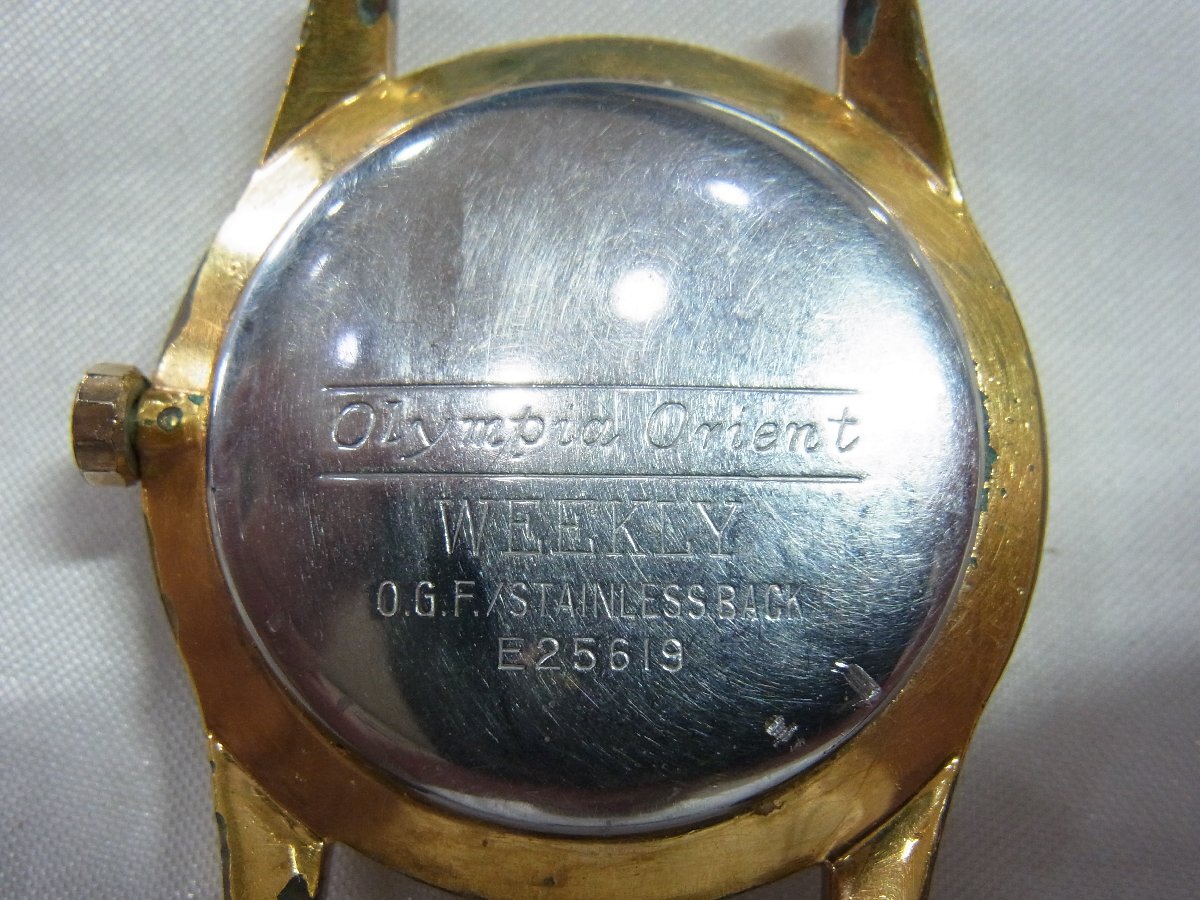 Olympia Orient
WEEKLY
O.G.F./STAINLESS BACK
E25619